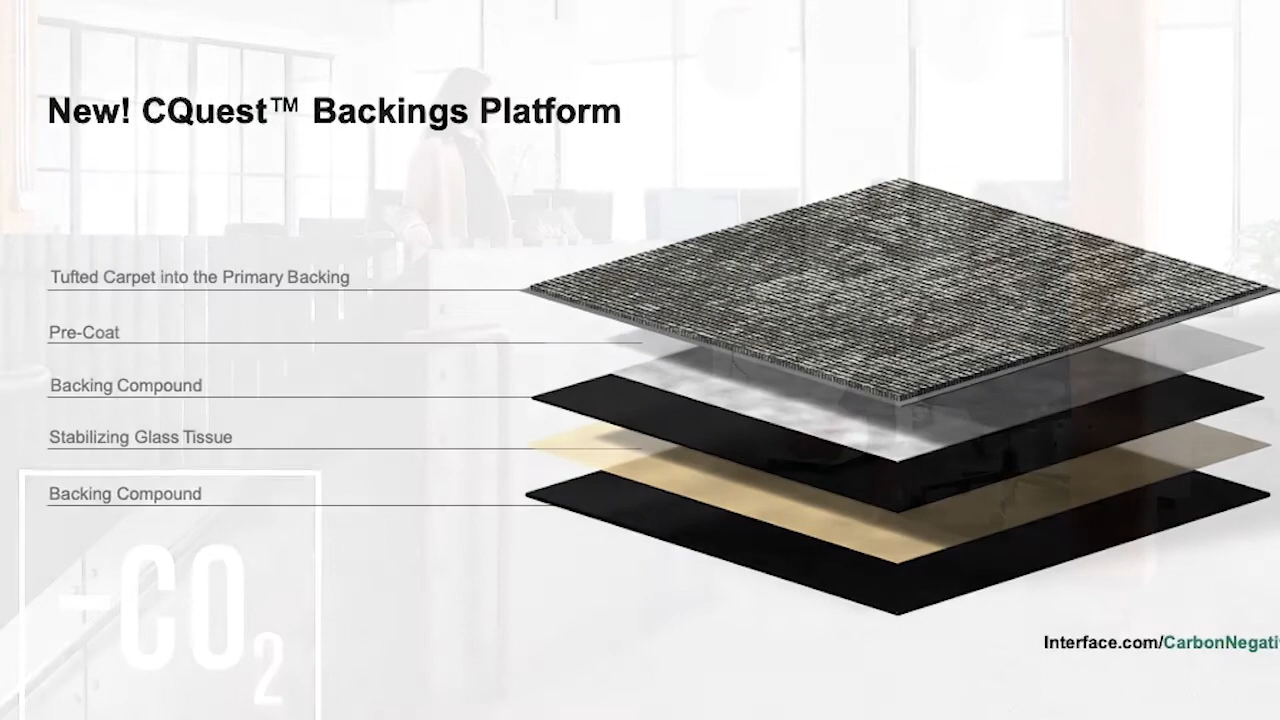 New! CQuest™ Backings Platform
Tufted Carpet into the Primary Backing
Pre-Coat
Backing Compound
Stabilizing Glass Tissue
Backing Compound
-CO₂
Interface.com/CarbonNegati